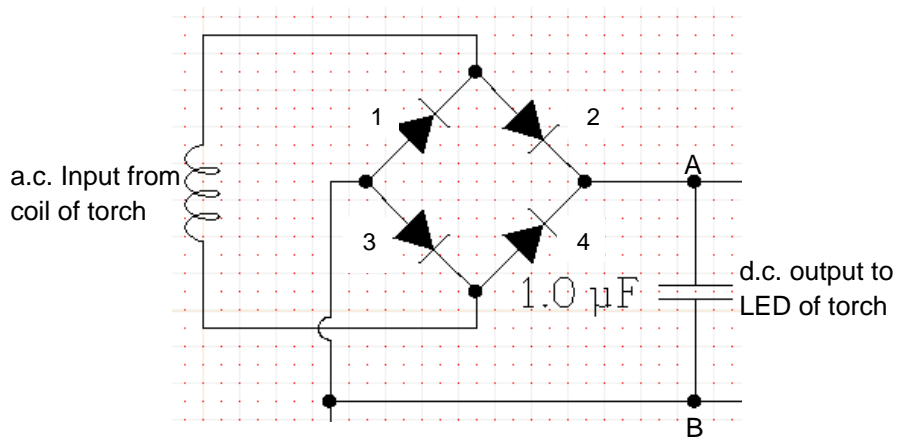 1
2
a.c. Input from
coil of torch
A
3
4
1.0 µF
d.c. output to
LED of torch
B